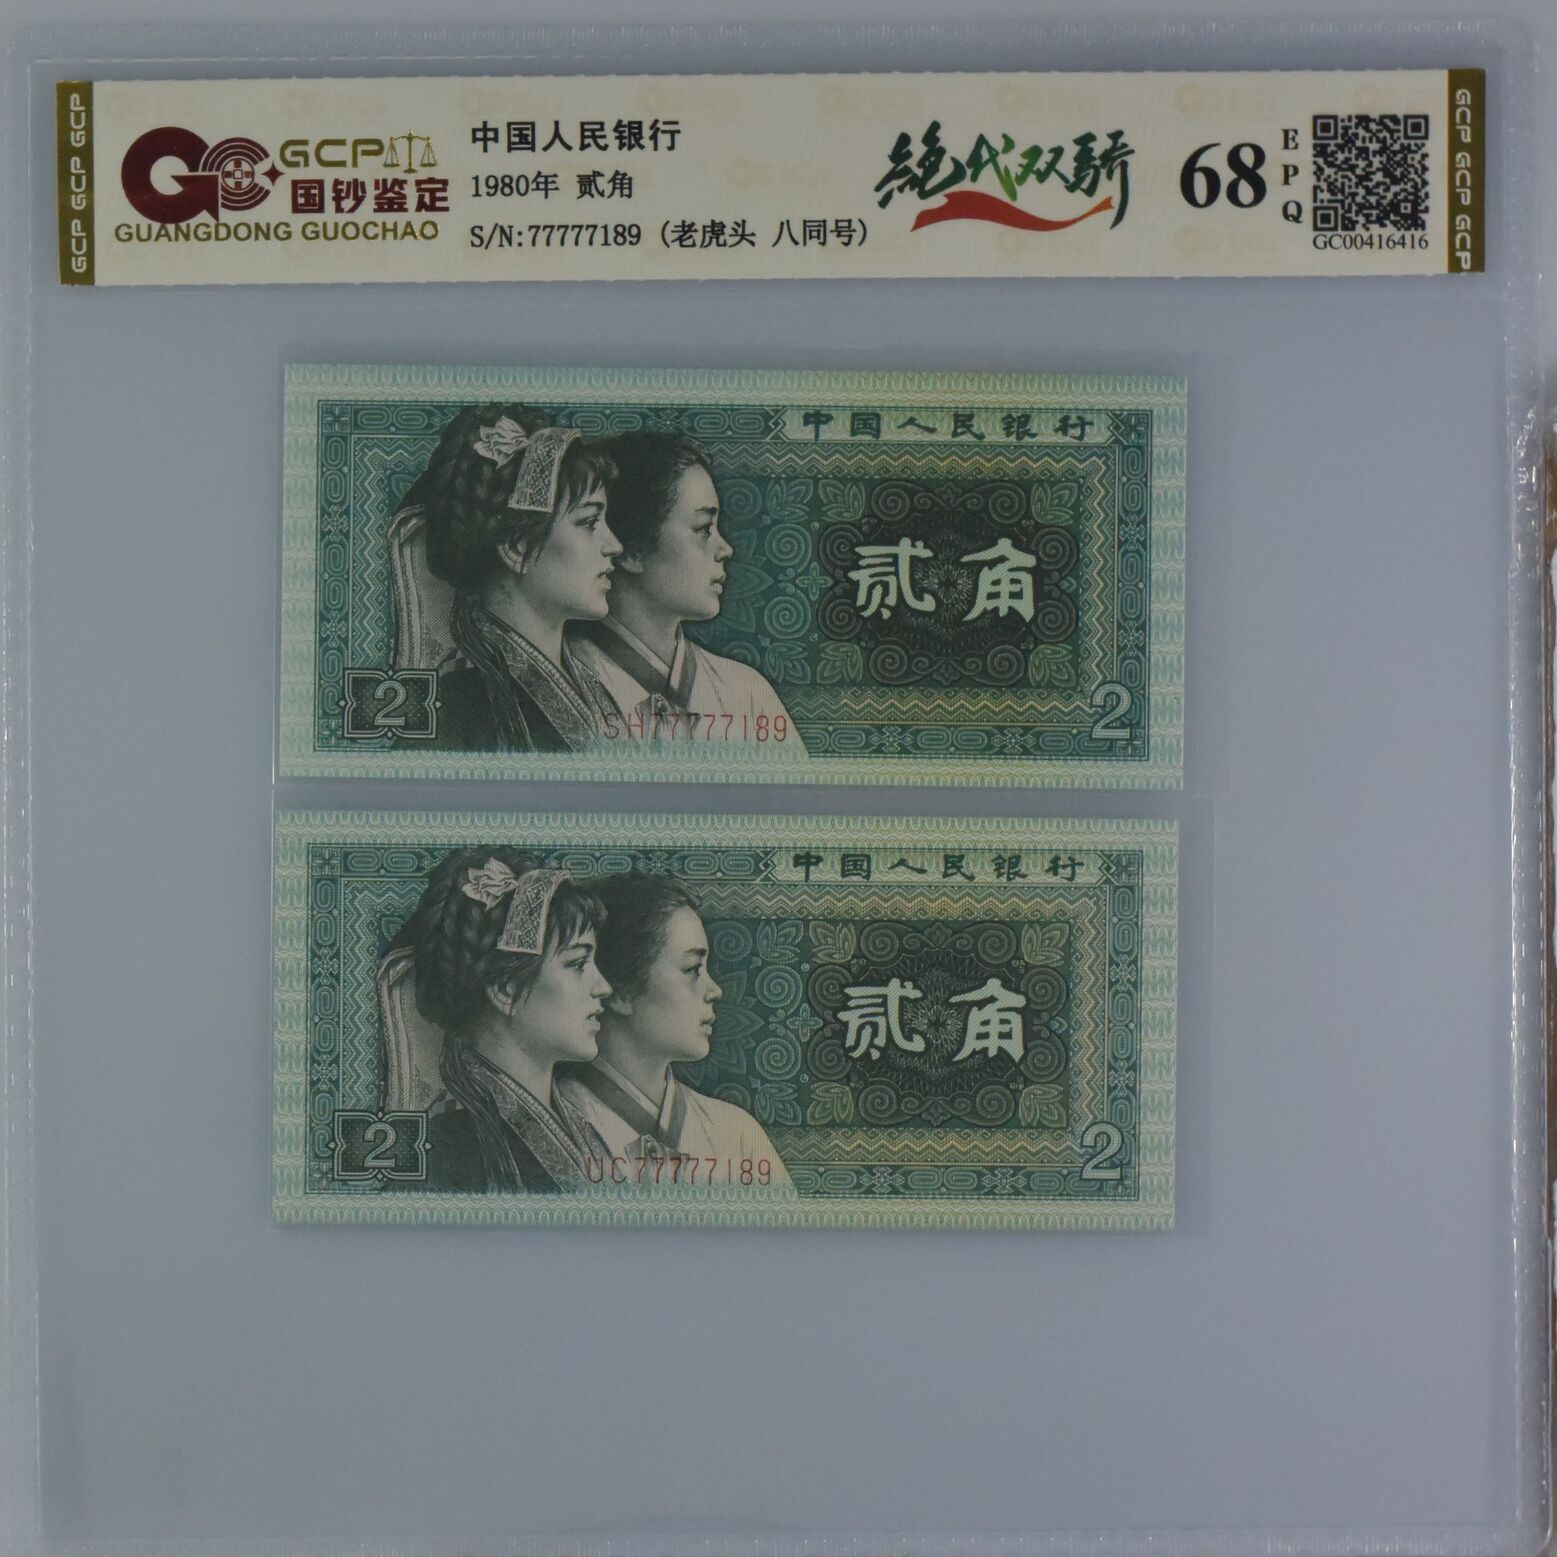 GCP GCP GCP
GCP
国钞鉴定
GUANGDONG GUOCHAO
中国人民银行
1980年 贰角
S/N:77777189 (老虎头 八同号)
絕代双驕
68
EPQ
GC00416416
GCP GCP GCP
中国人民银行
贰角
2
SH77777189
2
中国人民银行
贰角
2
UC77777189
2